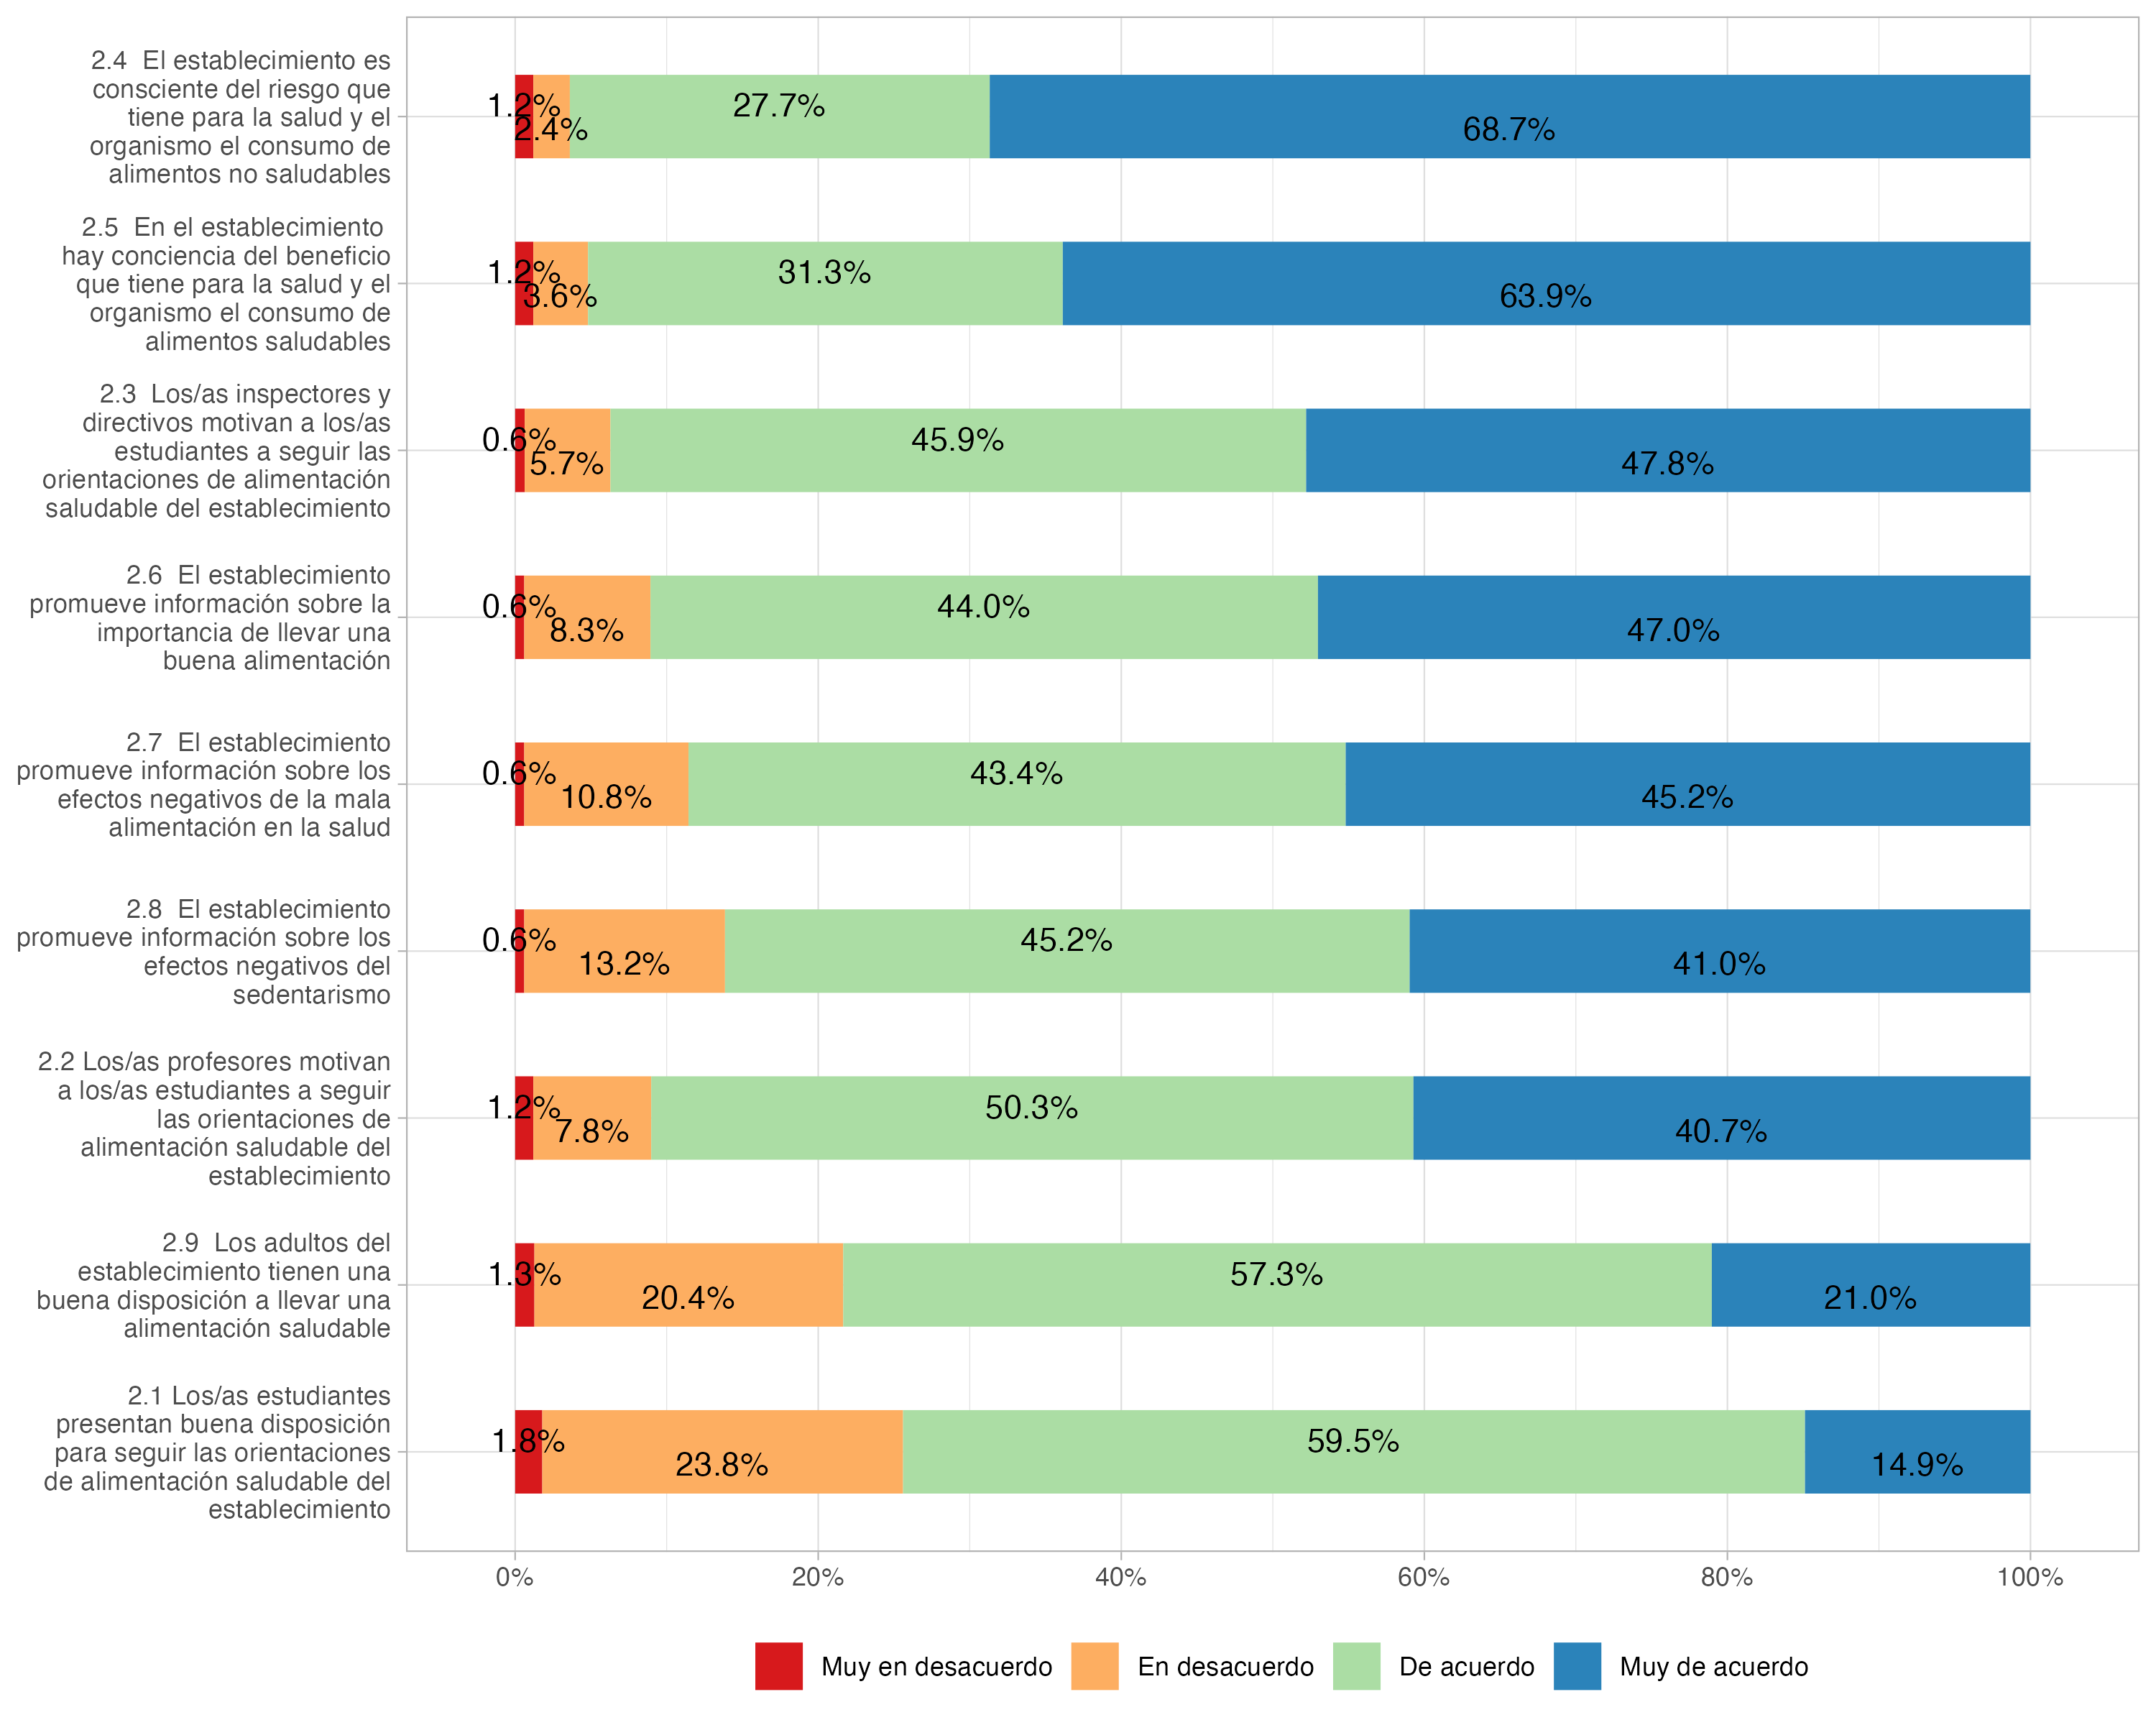 2.4  El establecimiento es
consciente del riesgo que
tiene para la salud y el
organismo el consumo de
alimentos no saludables
1.2%
2.4%
27.7%
68.7%
2.5  En el establecimiento
hay conciencia del beneficio
que tiene para la salud y el
organismo el consumo de
alimentos saludables
1.2%
3.6%
31.3%
63.9%
2.3  Los/as inspectores y
directivos motivan a los/as
estudiantes a seguir las
orientaciones de alimentación
saludable del establecimiento
0.6%
5.7%
45.9%
47.8%
2.6  El establecimiento
promueve información sobre la
importancia de llevar una
buena alimentación
0.6%
8.3%
44.0%
47.0%
2.7  El establecimiento
promueve información sobre los
efectos negativos de la mala
alimentación en la salud
0.6%
10.8%
43.4%
45.2%
2.8  El establecimiento
promueve información sobre los
efectos negativos del
sedentarismo
0.6%
13.2%
45.2%
41.0%
2.2 Los/as profesores motivan
a los/as estudiantes a seguir
las orientaciones de
alimentación saludable del
establecimiento
1.2%
7.8%
50.3%
40.7%
2.9  Los adultos del
establecimiento tienen una
buena disposición a llevar una
alimentación saludable
1.3%
20.4%
57.3%
21.0%
2.1 Los/as estudiantes
presentan buena disposición
para seguir las orientaciones
de alimentación saludable del
establecimiento
1.8%
23.8%
59.5%
14.9%
0% 20% 40% 60% 80% 100%
Muy en desacuerdo En desacuerdo De acuerdo Muy de acuerdo